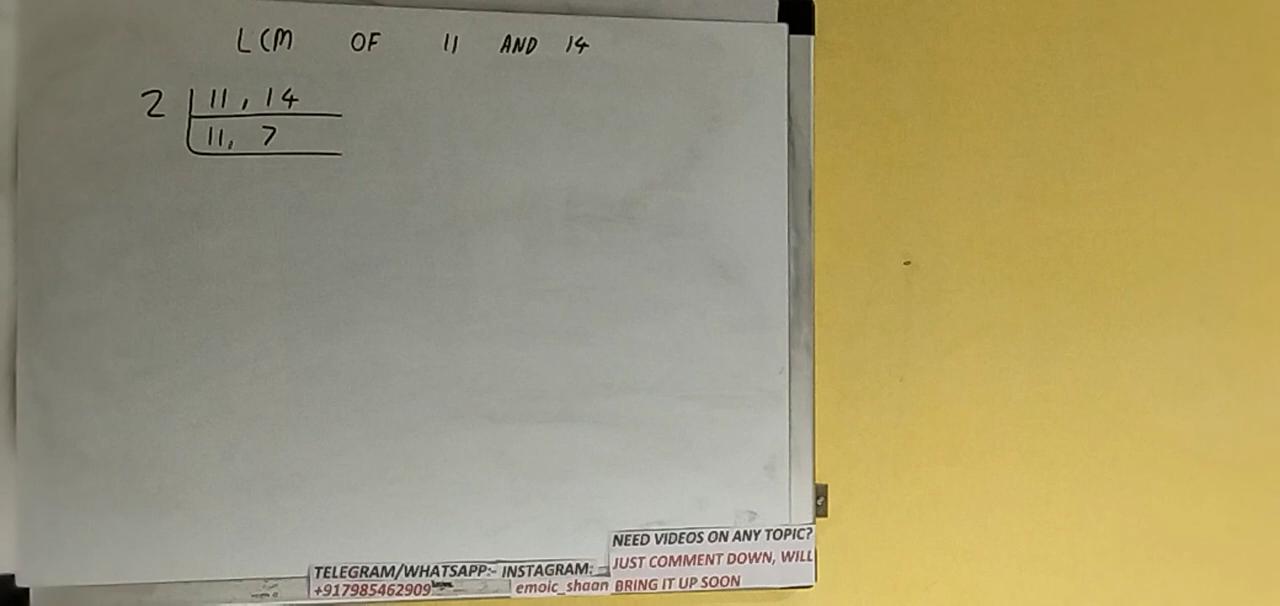 LCM OF 11 AND 14
2 11, 14
11, 7
NEED VIDEOS ON ANY TOPIC?
JUST COMMENT DOWN, WILL
BRING IT UP SOON
TELEGRAM/WHATSAPP:- INSTAGRAM:-
+917985462909 emoic_shaan